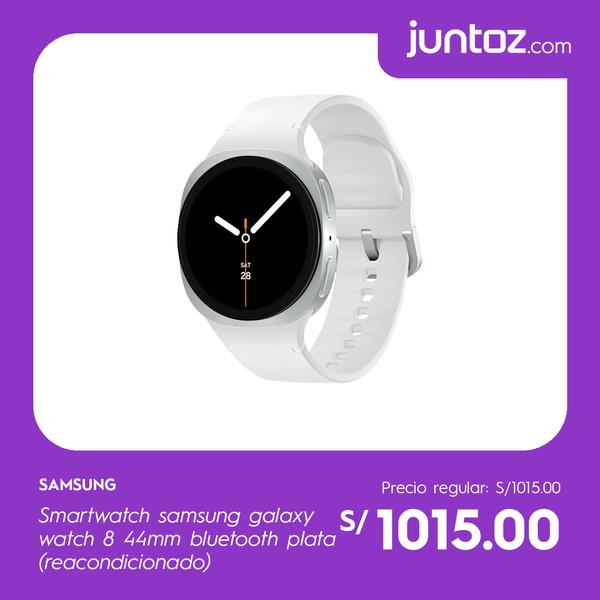 juntoz.com
SAT
28
SAMSUNG
Smartwatch samsung galaxy
watch 8 44mm bluetooth plata
(reacondicionado)
Precio regular: S/1015.00
S/ 1015.00